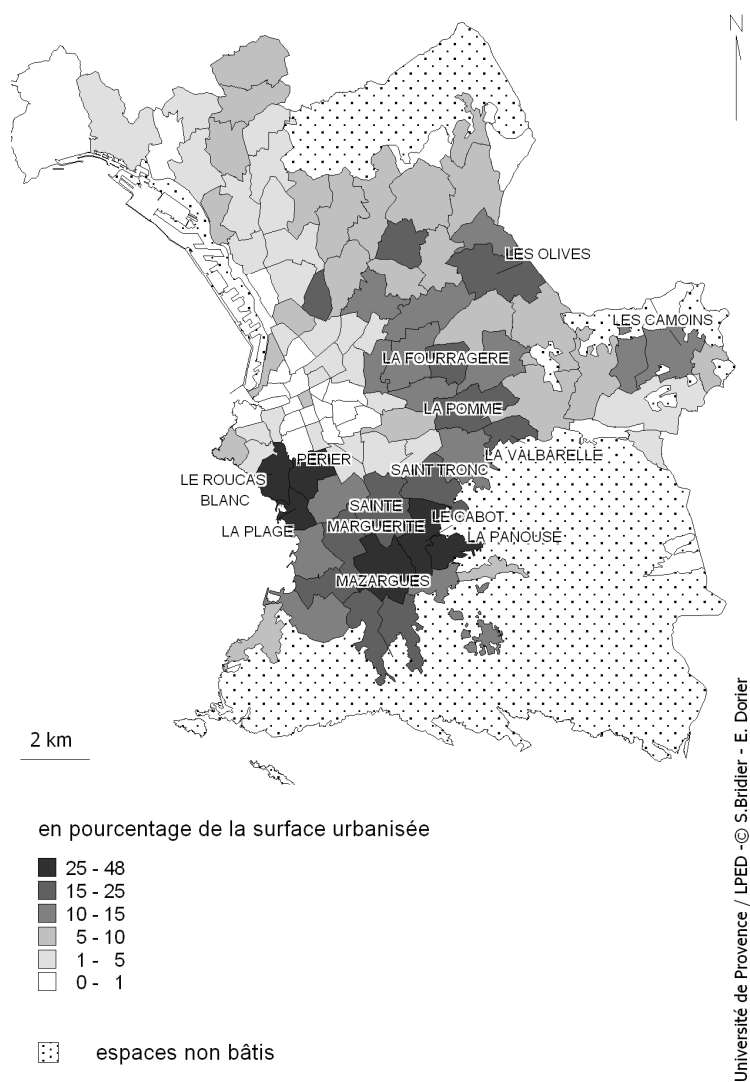 N
LES OLIVES
LES CAMOINS
LA FOURRAGERE
LA POMME
LA VALBARELLE
PERIER
SAINT TRONC
LE ROUCAS
BLANC
SAINTE
MARGUERITE
LE CABOT
LA PLAGE
LA PANOUSE
MAZARGUES
2 km
en pourcentage de la surface urbanisée
25 - 48
15 - 25
10 - 15
5 - 10
1 - 5
0 - 1
espaces non bâtis
Université de Provence / LPED -© S.Bridier - E. Dorier